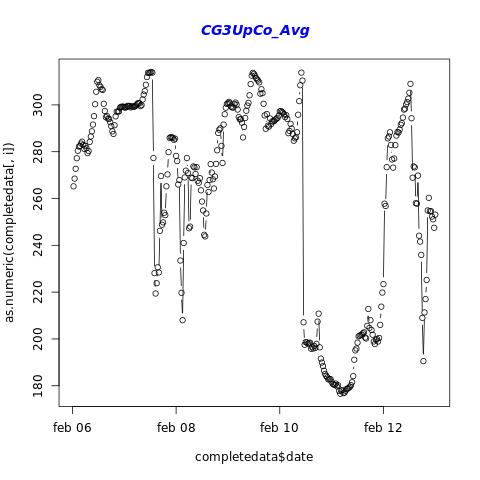 CG3UpCo_Avg
as.numeric(completedata[, i])
300
280
260
240
220
200
180
feb 06
feb 08
feb 10
feb 12
completedata$date